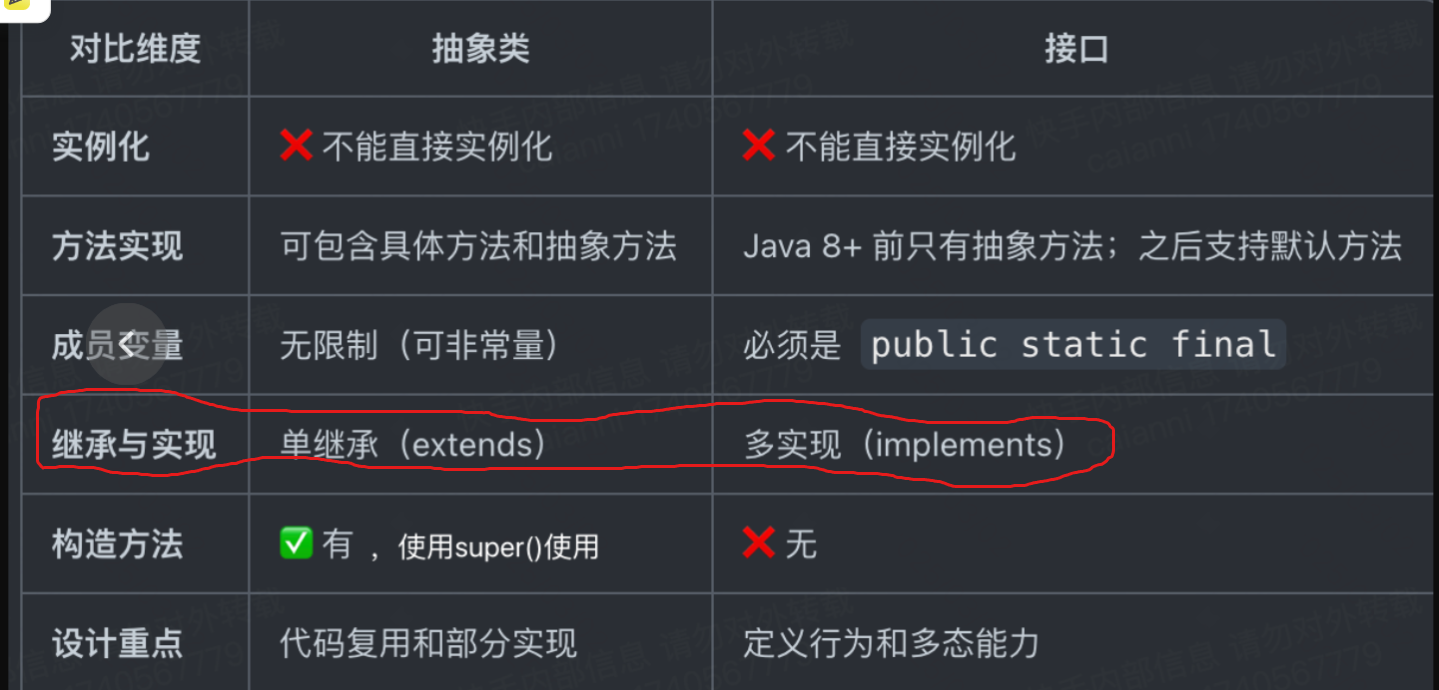 对比维度 抽象类 接口
实例化 ❌ 不能直接实例化 ❌ 不能直接实例化
方法实现 可包含具体方法和抽象方法 Java 8+ 前只有抽象方法；之后支持默认方法
成员变量 无限制（可非常量） 必须是 public static final
继承与实现 单继承（extends） 多实现（implements）
构造方法 ✅ 有 ，使用super()使用 ❌ 无
设计重点 代码复用和部分实现 定义行为和多态能力
快手内部信息 请勿对外转载
caianni 1740567779